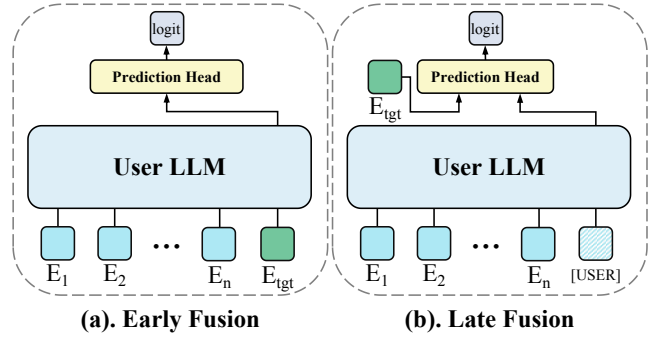 logit
Prediction Head
User LLM
E1 E2 ... En Etgt
(a). Early Fusion
logit
Prediction Head
Etgt
User LLM
E1 E2 ... En [USER]
(b). Late Fusion